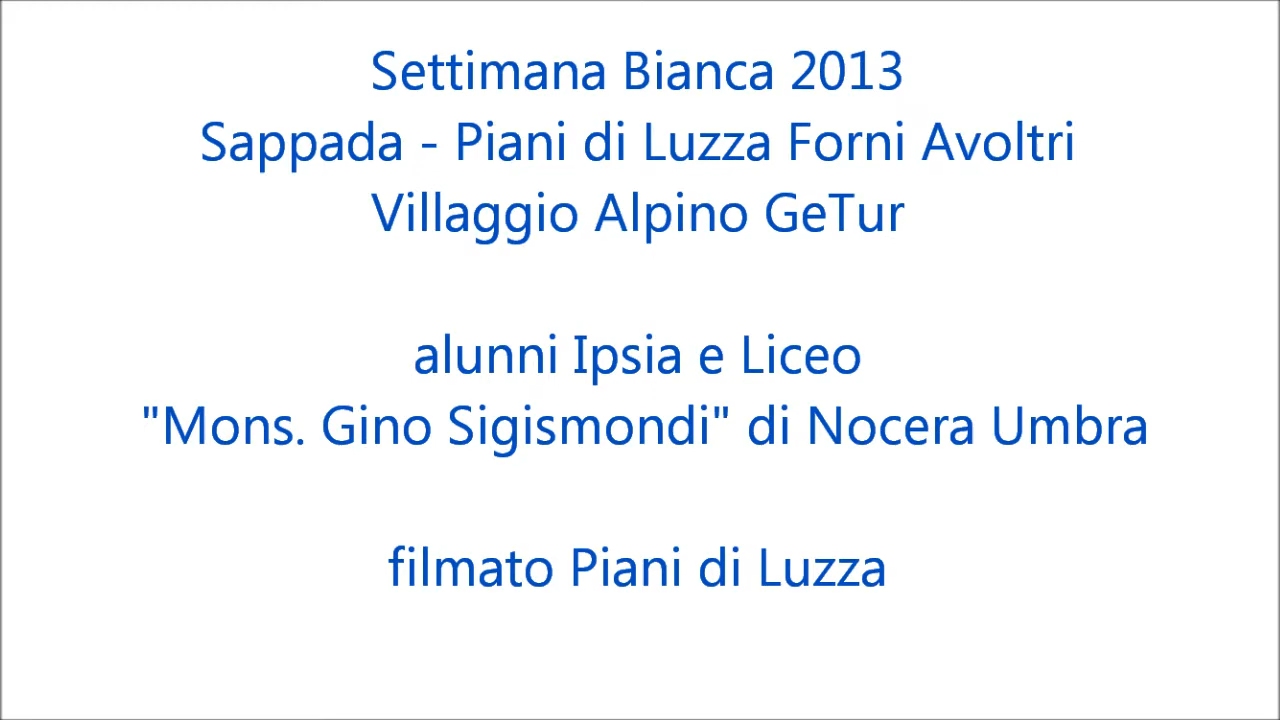 Settimana Bianca 2013
Sappada - Piani di Luzza Forni Avoltri
Villaggio Alpino GeTur
alunni Ipsia e Liceo
"Mons. Gino Sigismondi" di Nocera Umbra
filmato Piani di Luzza